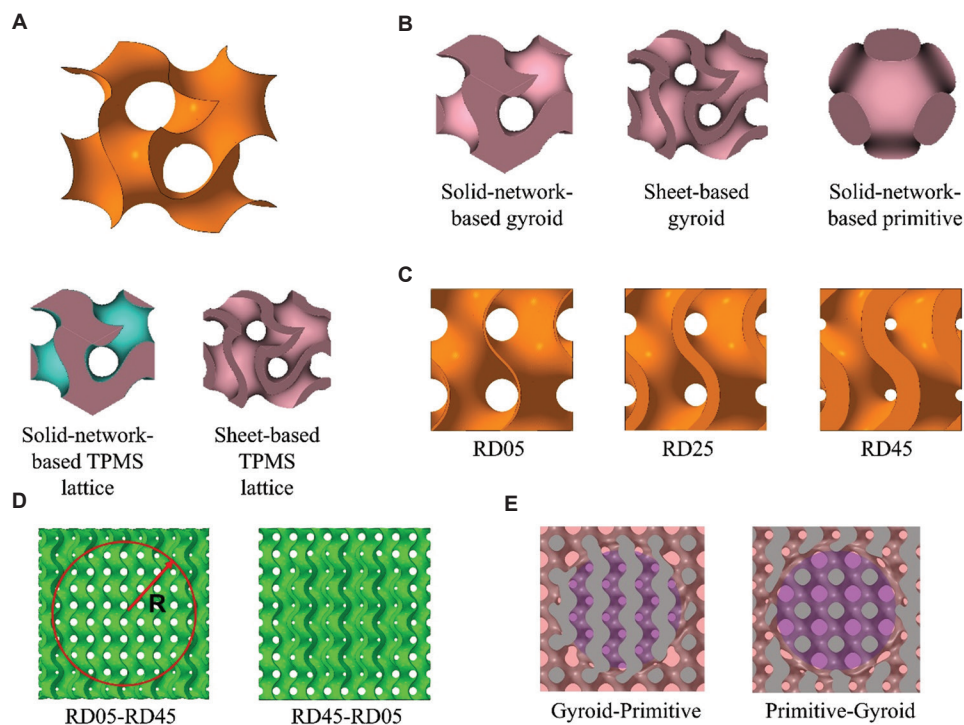 A
B
Solid-network-
based gyroid
Sheet-based
gyroid
Solid-network-
based primitive
Solid-network-
based TPMS
lattice
Sheet-based
TPMS
lattice
C
RD05
RD25
RD45
D
R
RD05-RD45
RD45-RD05
E
Gyroid-Primitive
Primitive-Gyroid